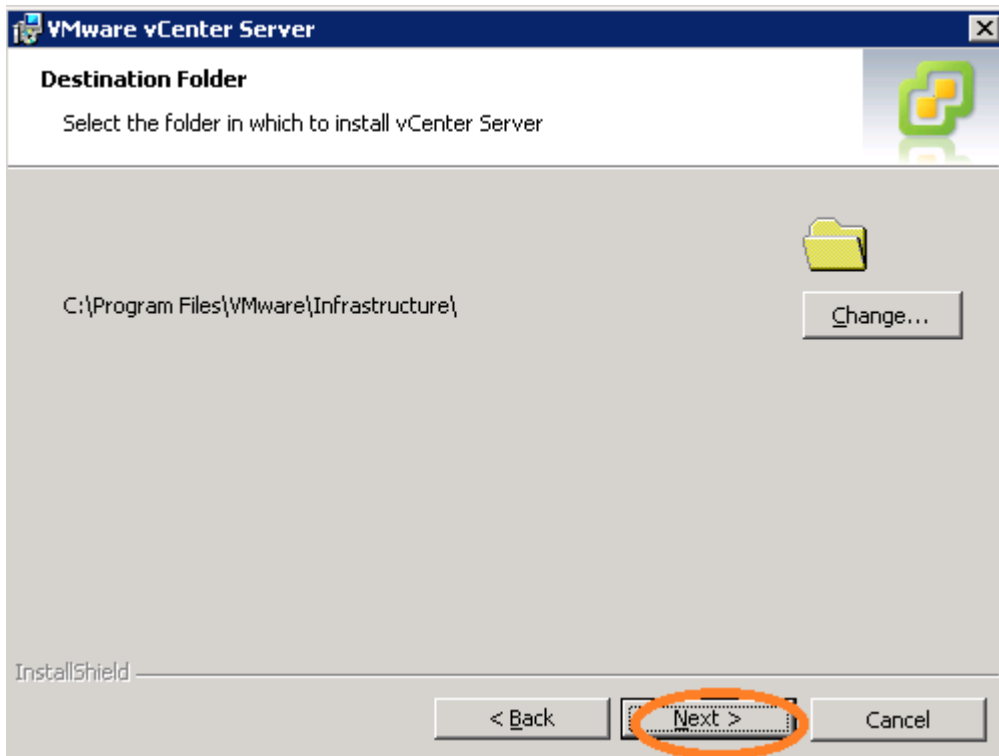 VMware vCenter Server
Destination Folder
Select the folder in which to install vCenter Server
C:\Program Files\VMware\Infrastructure\
Change...
InstallShield
< Back
Next >
Cancel